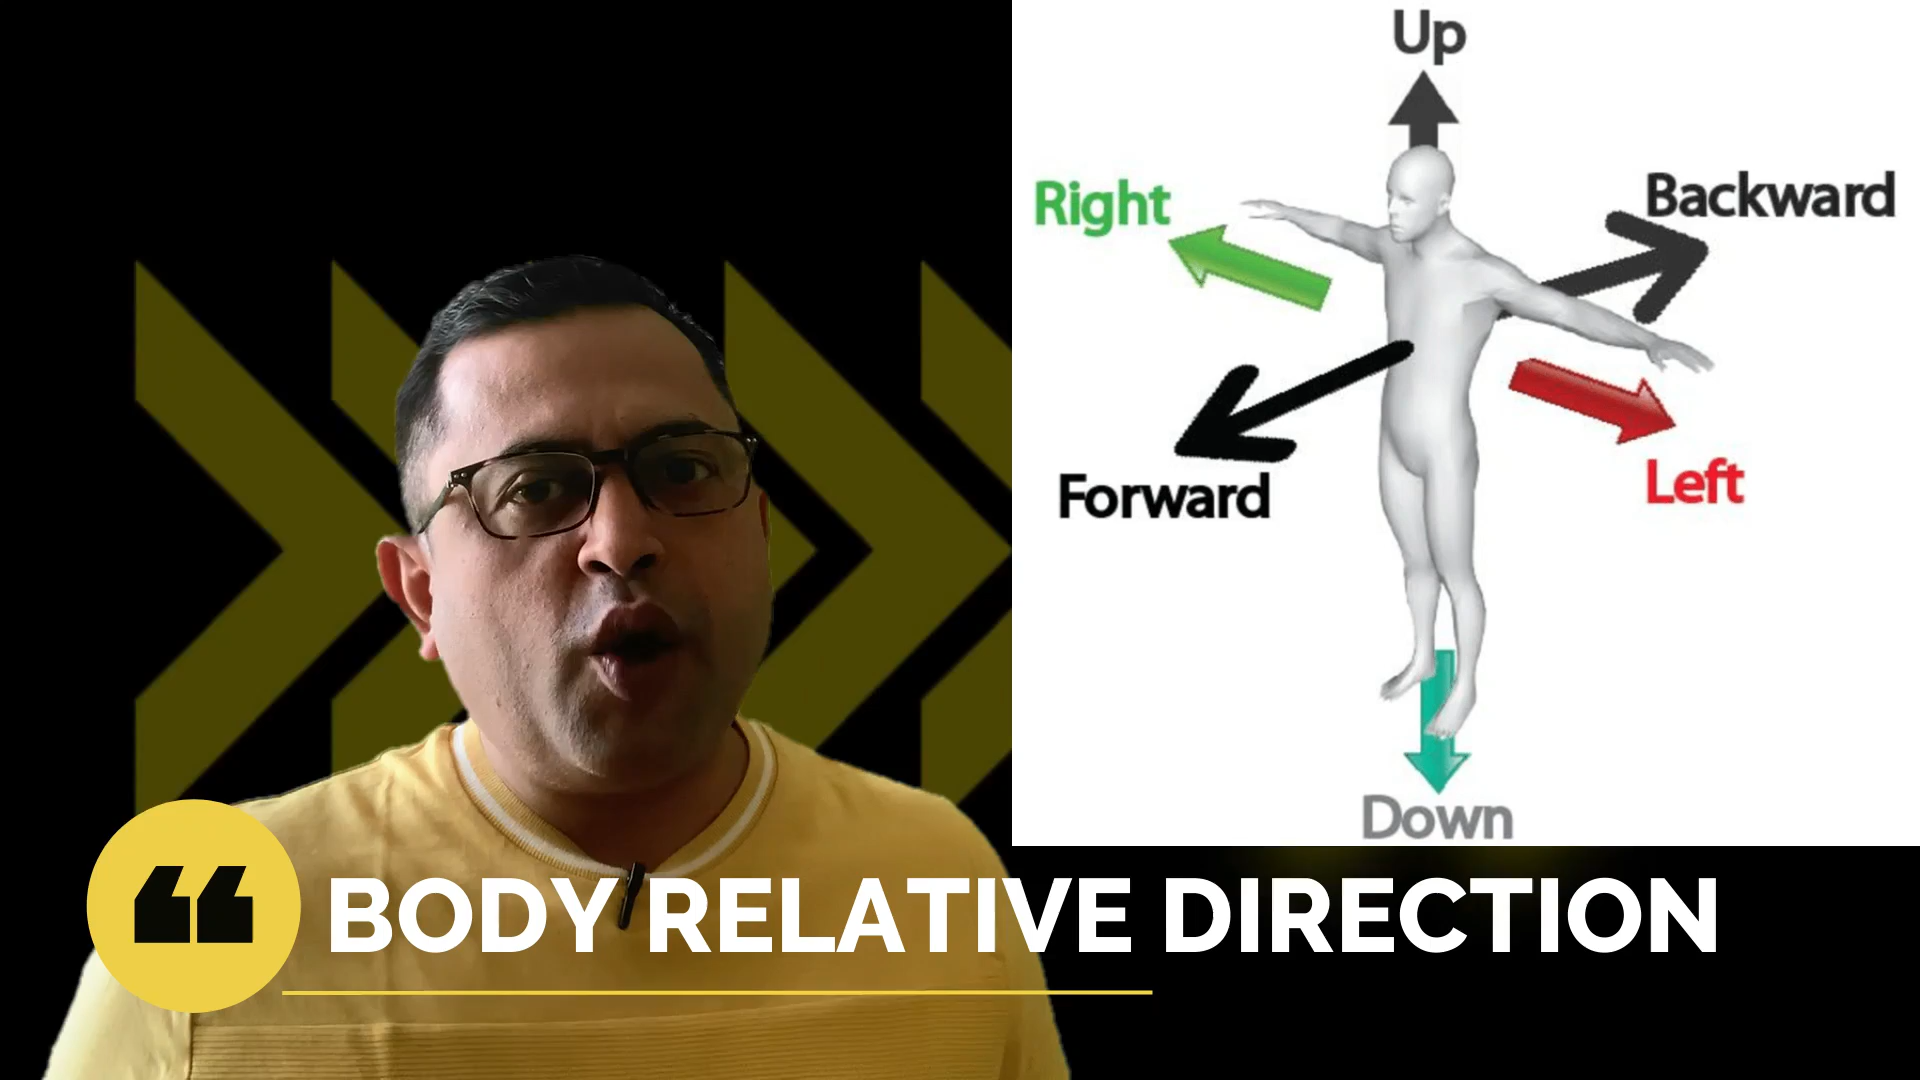 Up
Right
Backward
Forward
Left
Down
❝ BODY RELATIVE DIRECTION